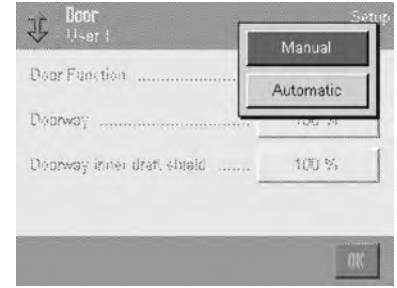 Door
Setup
User 1
Manual
Door Function ..................
Automatic
Doorway ............................ 100 %
Doorway inner draft shield ....... 100 %
OK